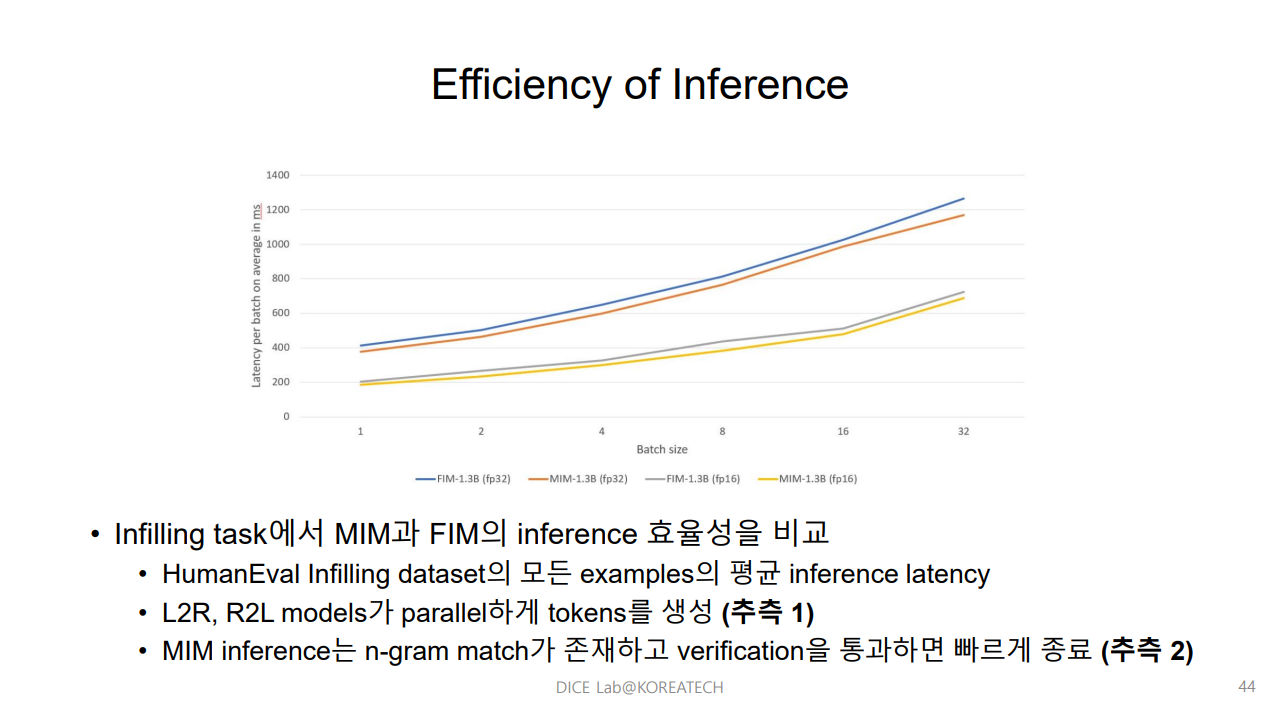 Efficiency of Inference
1400
1200
1000
800
600
400
200
0
Latency per batch on average in ms
1 2 4 8 16 32
Batch size
FIM-1.3B (fp32) MIM-1.3B (fp32) FIM-1.3B (fp16) MIM-1.3B (fp16)
• Infilling task에서 MIM과 FIM의 inference 효율성을 비교
• HumanEval Infilling dataset의 모든 examples의 평균 inference latency
• L2R, R2L models가 parallel하게 tokens를 생성 (추측 1)
• MIM inference는 n-gram match가 존재하고 verification을 통과하면 빠르게 종료 (추측 2)
DICE Lab@KOREATECH
44